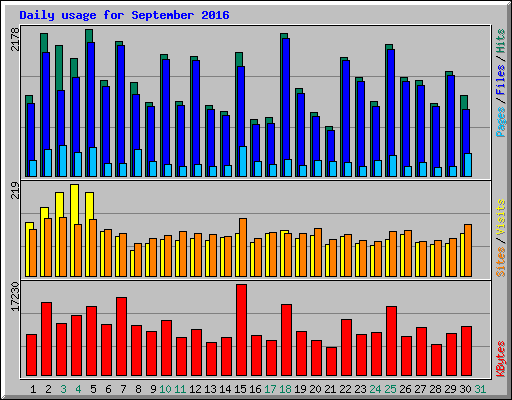 Daily usage for September 2016
2178
Pages / Files / Hits
219
Sites / Visits
17230
KBytes
1 2 3 4 5 6 7 8 9 10 11 12 13 14 15 16 17 18 19 20 21 22 23 24 25 26 27 28 29 30 31